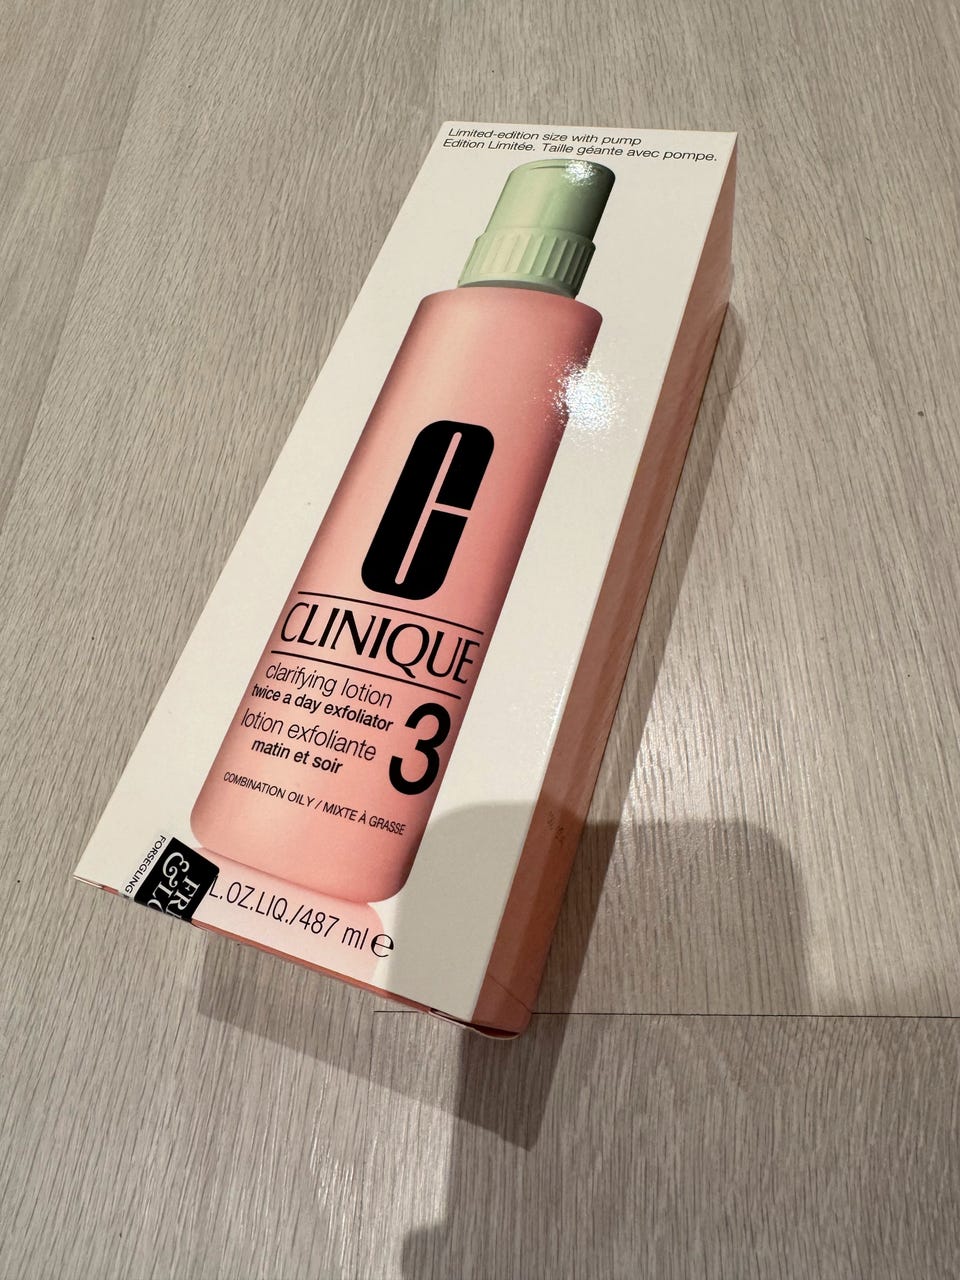 Limited-edition size with pump
Edition Limitée. Taille géante avec pompe.
C
CLINIQUE
clarifying lotion
twice a day exfoliator
lotion exfoliante
matin et soir
3
COMBINATION OILY / MIXTE À GRASSE
L.OZ.LIQ./487 ml e
FORSEGLING